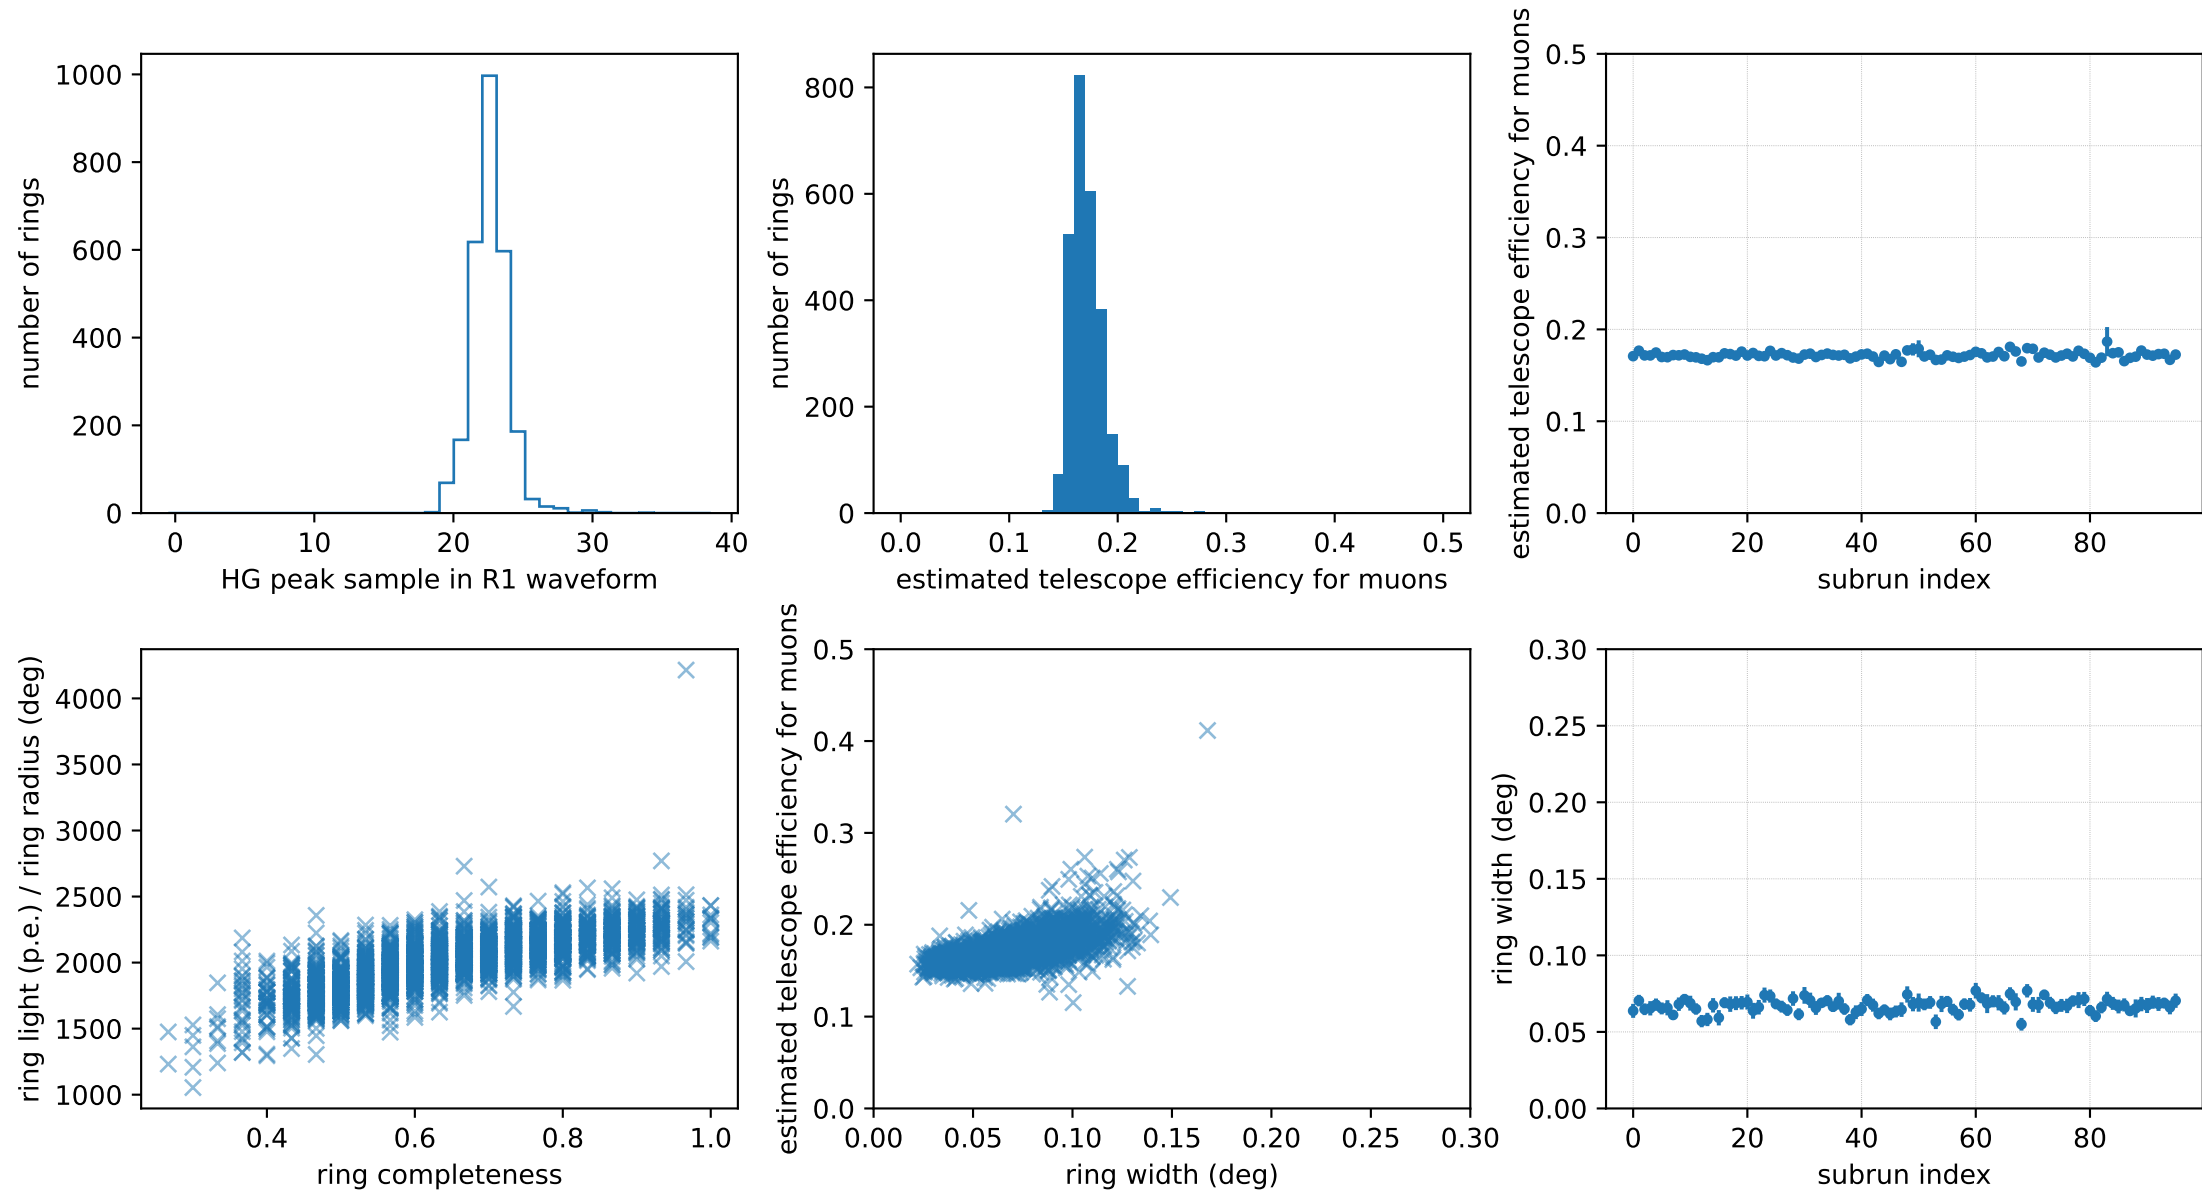 number of rings
1000
800
600
400
200
0
0 10 20 30 40
HG peak sample in R1 waveform
number of rings
800
600
400
200
0
0.0 0.1 0.2 0.3 0.4 0.5
estimated telescope efficiency for muons
estimated telescope efficiency for muons
0.5
0.4
0.3
0.2
0.1
0.0
0 20 40 60 80
subrun index
ring light (p.e.) / ring radius (deg)
4000
3500
3000
2500
2000
1500
1000
0.4 0.6 0.8 1.0
ring completeness
estimated telescope efficiency for muons
0.5
0.4
0.3
0.2
0.1
0.0
0.00 0.05 0.10 0.15 0.20 0.25 0.30
ring width (deg)
ring width (deg)
0.30
0.25
0.20
0.15
0.10
0.05
0.00
0 20 40 60 80
subrun index